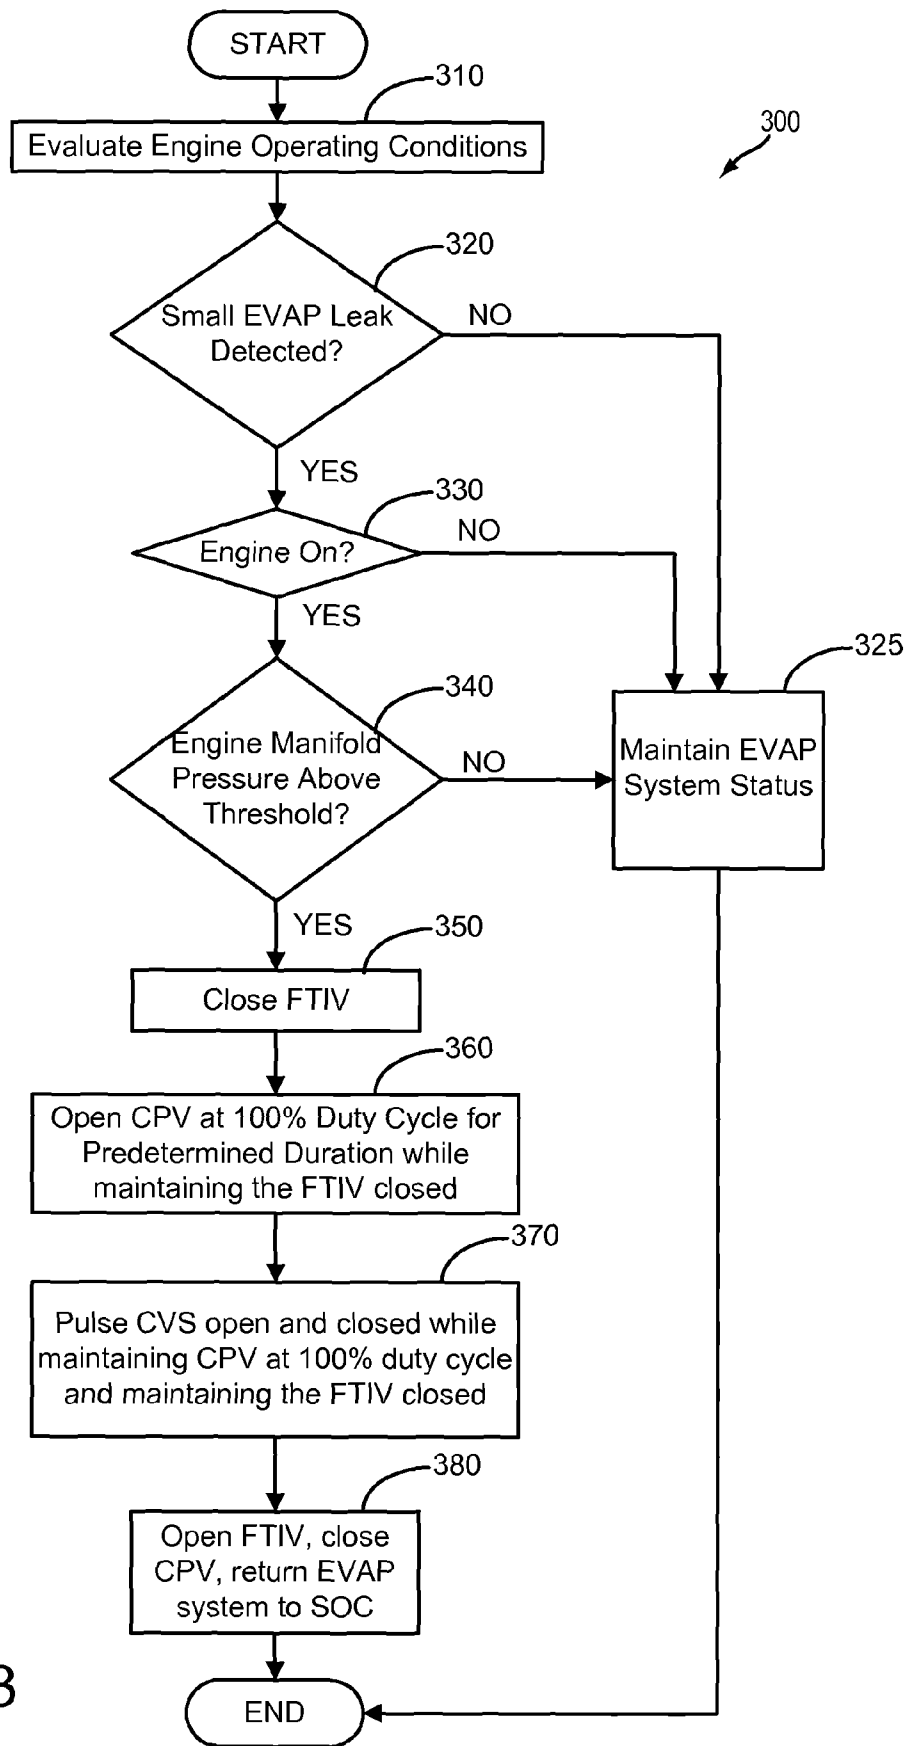 START
310
Evaluate Engine Operating Conditions
300
320
Small EVAP Leak
Detected?
NO
YES
330
Engine On?
NO
YES
325
Maintain EVAP
System Status
340
Engine Manifold
Pressure Above
Threshold?
NO
YES
350
Close FTIV
360
Open CPV at 100% Duty Cycle for
Predetermined Duration while
maintaining the FTIV closed
370
Pulse CVS open and closed while
maintaining CPV at 100% duty cycle
and maintaining the FTIV closed
380
Open FTIV, close
CPV, return EVAP
system to SOC
END